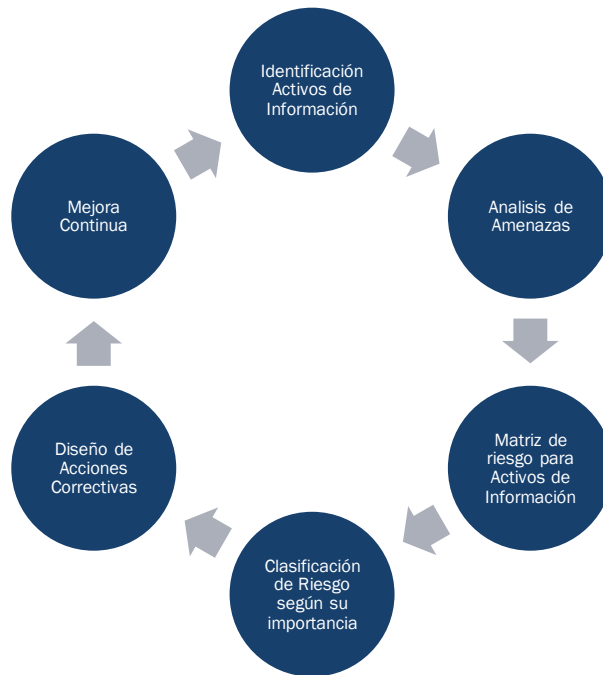 Identificación
Activos de
Información
Analisis de
Amenazas
Matriz de
riesgo para
Activos de
Información
Clasificación
de Riesgo
según su
importancia
Diseño de
Acciones
Correctivas
Mejora
Continua